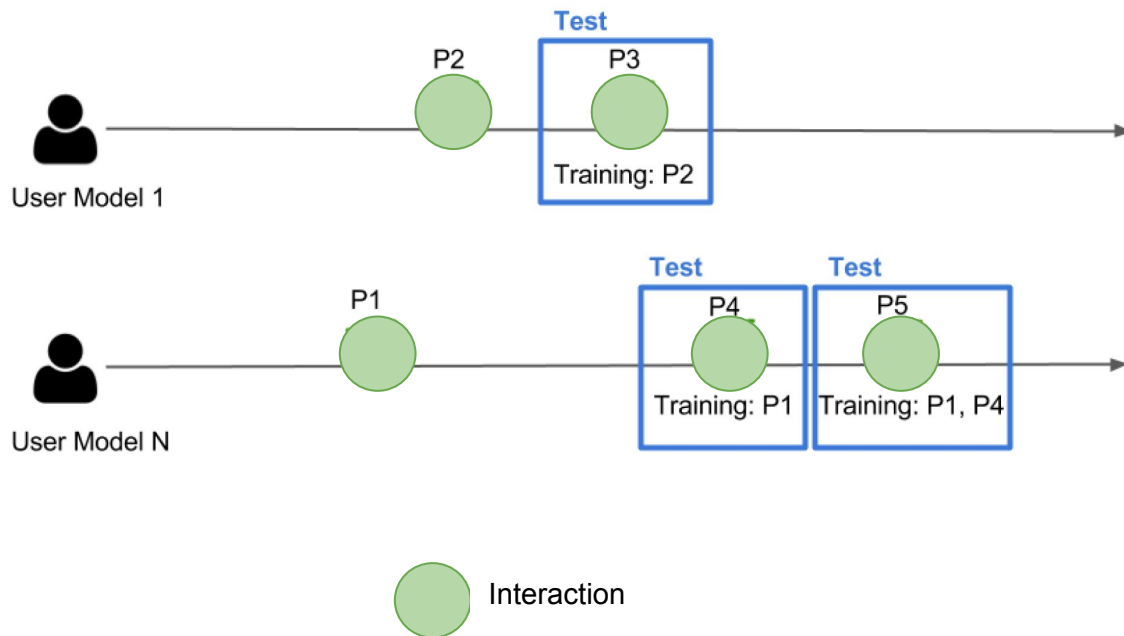 Test
P2
P3
Training: P2
User Model 1
Test
Test
P1
P4
P5
Training: P1
Training: P1, P4
User Model N
Interaction